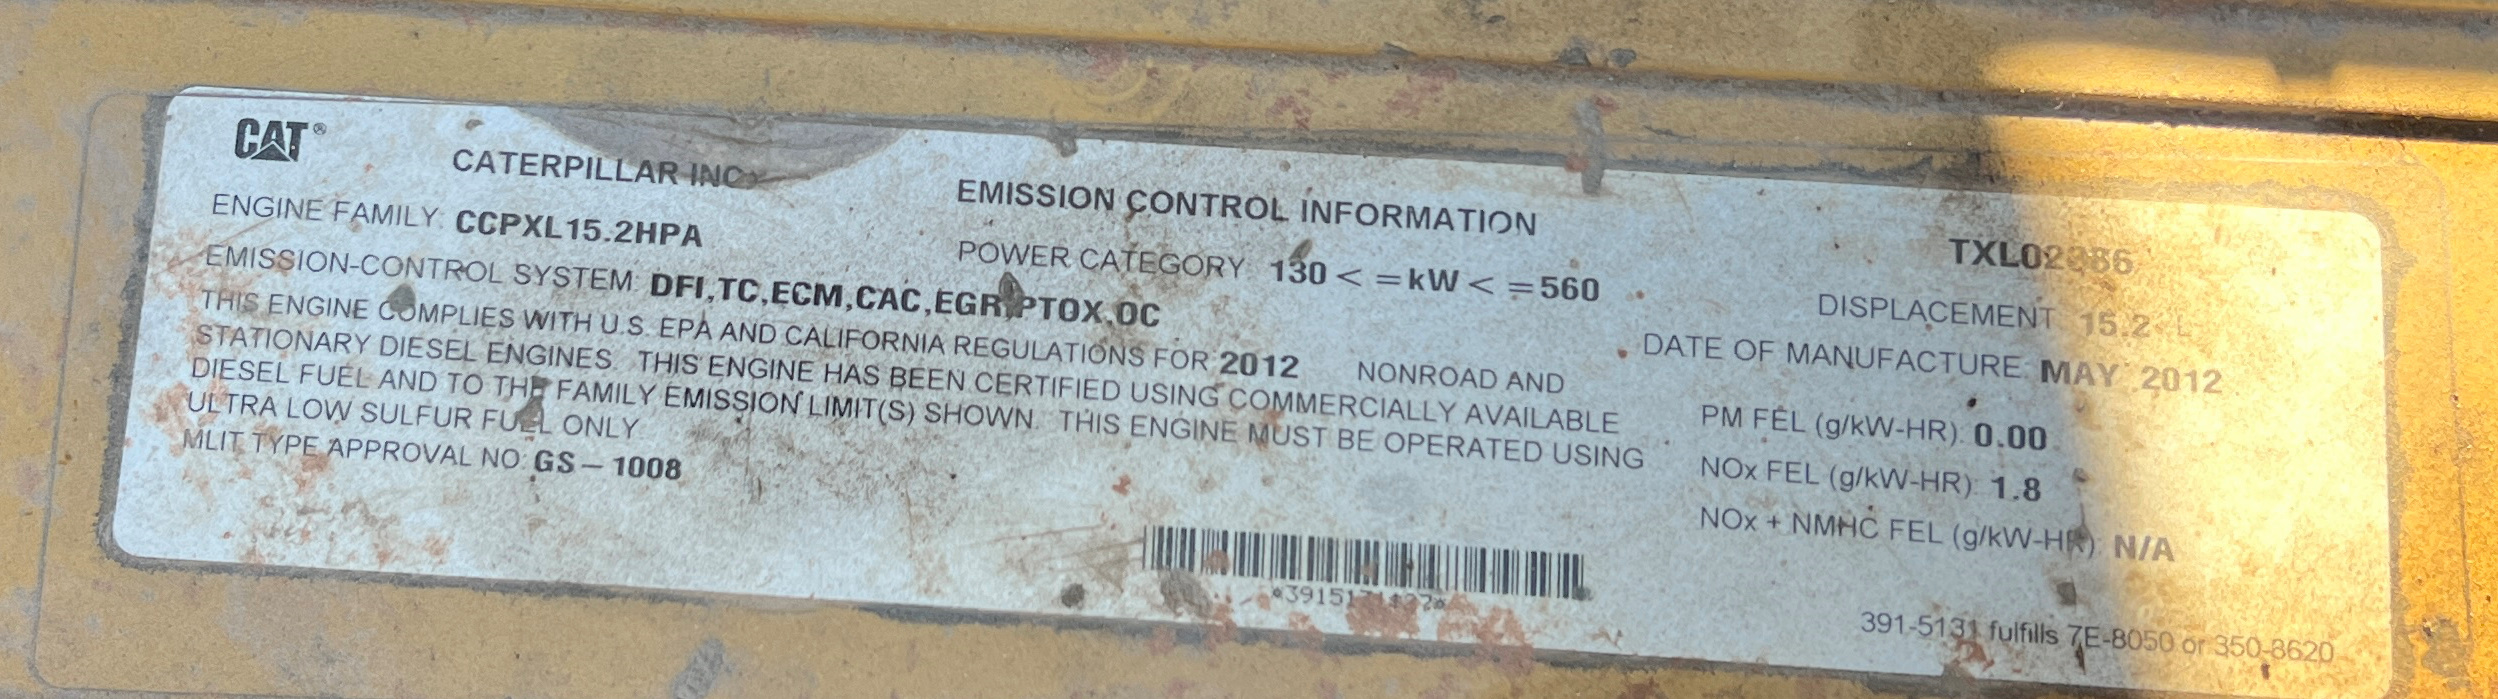 CAT®
CATERPILLAR INC.
EMISSION CONTROL INFORMATION
ENGINE FAMILY: CCPXL15.2HPA
POWER CATEGORY: 130 < =kW < =560
EMISSION-CONTROL SYSTEM: DFI,TC,ECM,CAC,EGR,PTOX,OC
THIS ENGINE COMPLIES WITH U.S. EPA AND CALIFORNIA REGULATIONS FOR 2012 NONROAD AND
STATIONARY DIESEL ENGINES. THIS ENGINE HAS BEEN CERTIFIED USING COMMERCIALLY AVAILABLE
DIESEL FUEL AND TO THE FAMILY EMISSION LIMIT(S) SHOWN. THIS ENGINE MUST BE OPERATED USING
ULTRA LOW SULFUR FUEL ONLY.
MLIT TYPE APPROVAL NO: GS-1008
DISPLACEMENT: 15.2 L
DATE OF MANUFACTURE: MAY 2012
PM FEL (g/kW-HR): 0.00
NOx FEL (g/kW-HR): 1.8
NOx + NMHC FEL (g/kW-HR): N/A
391-5131 fulfills 7E-8050 or 350-8620